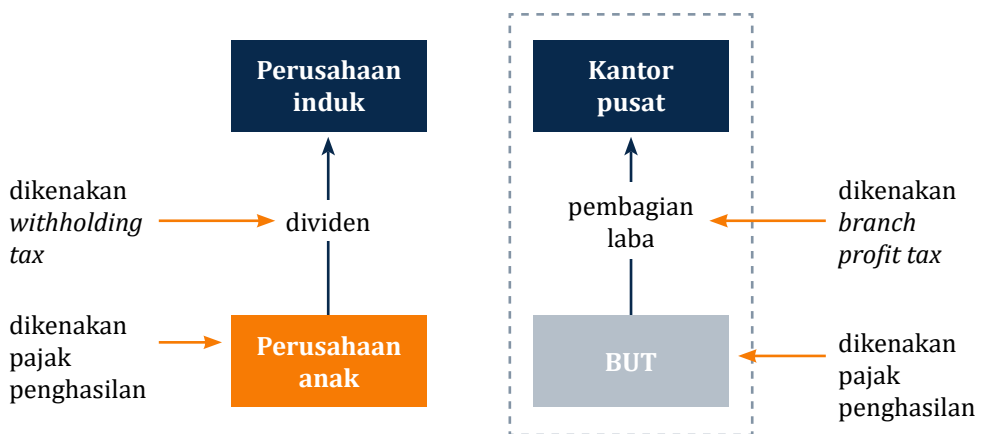 Perusahaan
induk
Kantor
pusat
dikenakan
withholding
tax
dividen
pembagian
laba
dikenakan
branch
profit tax
dikenakan
pajak
penghasilan
Perusahaan
anak
BUT
dikenakan
pajak
penghasilan